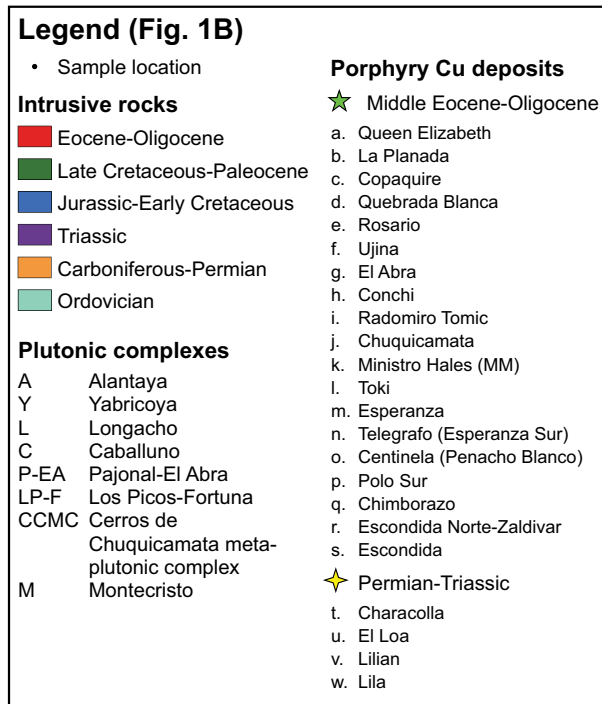 Legend (Fig. 1B)
• Sample location
Intrusive rocks
Eocene-Oligocene
Late Cretaceous-Paleocene
Jurassic-Early Cretaceous
Triassic
Carboniferous-Permian
Ordovician
Plutonic complexes
A Alantaya
Y Yabricoya
L Longacho
C Caballuno
P-EA Pajonal-El Abra
LP-F Los Picos-Fortuna
CCMC Cerros de
Chuquicamata meta-
plutonic complex
M Montecristo
Porphyry Cu deposits
Middle Eocene-Oligocene
a. Queen Elizabeth
b. La Planada
c. Copaquire
d. Quebrada Blanca
e. Rosario
f. Ujina
g. El Abra
h. Conchi
i. Radomiro Tomic
j. Chuquicamata
k. Ministro Hales (MM)
l. Toki
m. Esperanza
n. Telegrafo (Esperanza Sur)
o. Centinela (Penacho Blanco)
p. Polo Sur
q. Chimborazo
r. Escondida Norte-Zaldivar
s. Escondida
Permian-Triassic
t. Characolla
u. El Loa
v. Lilian
w. Lila